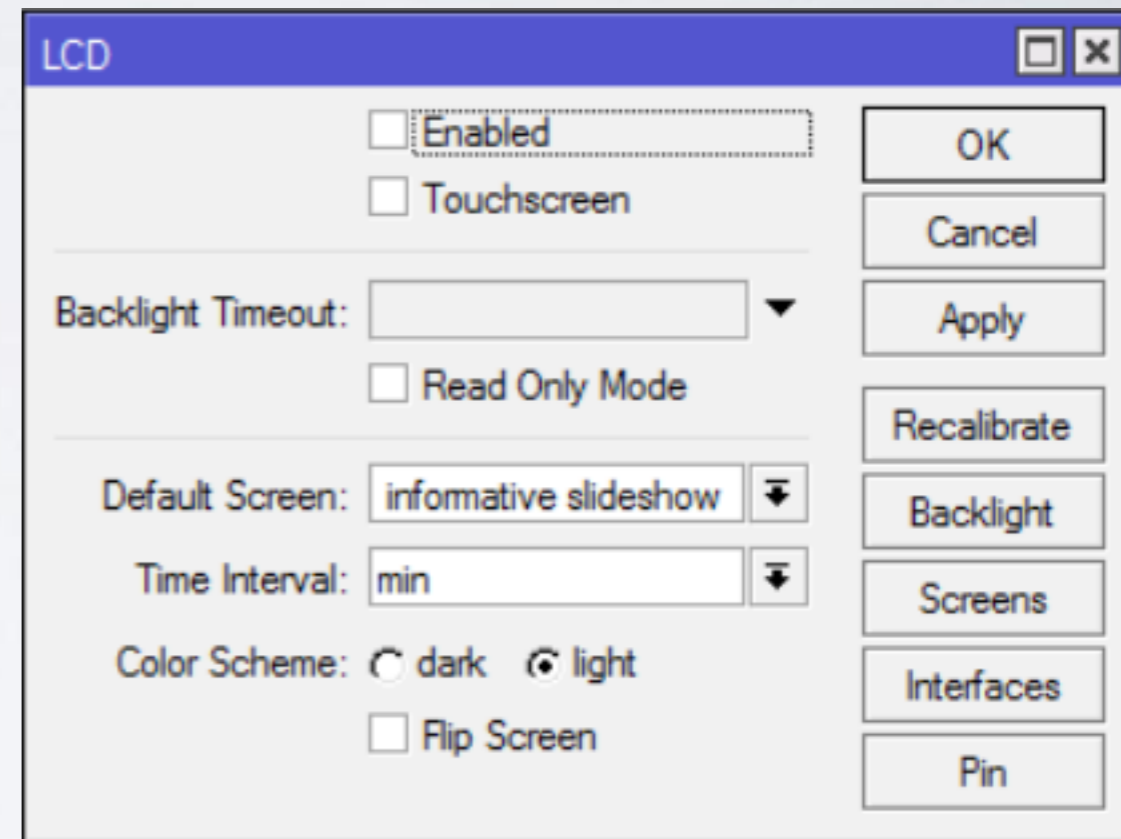 LCD
Enabled
Touchscreen
Backlight Timeout:
Read Only Mode
Default Screen: informative slideshow
Time Interval: min
Color Scheme: dark light
Flip Screen
OK
Cancel
Apply
Recalibrate
Backlight
Screens
Interfaces
Pin